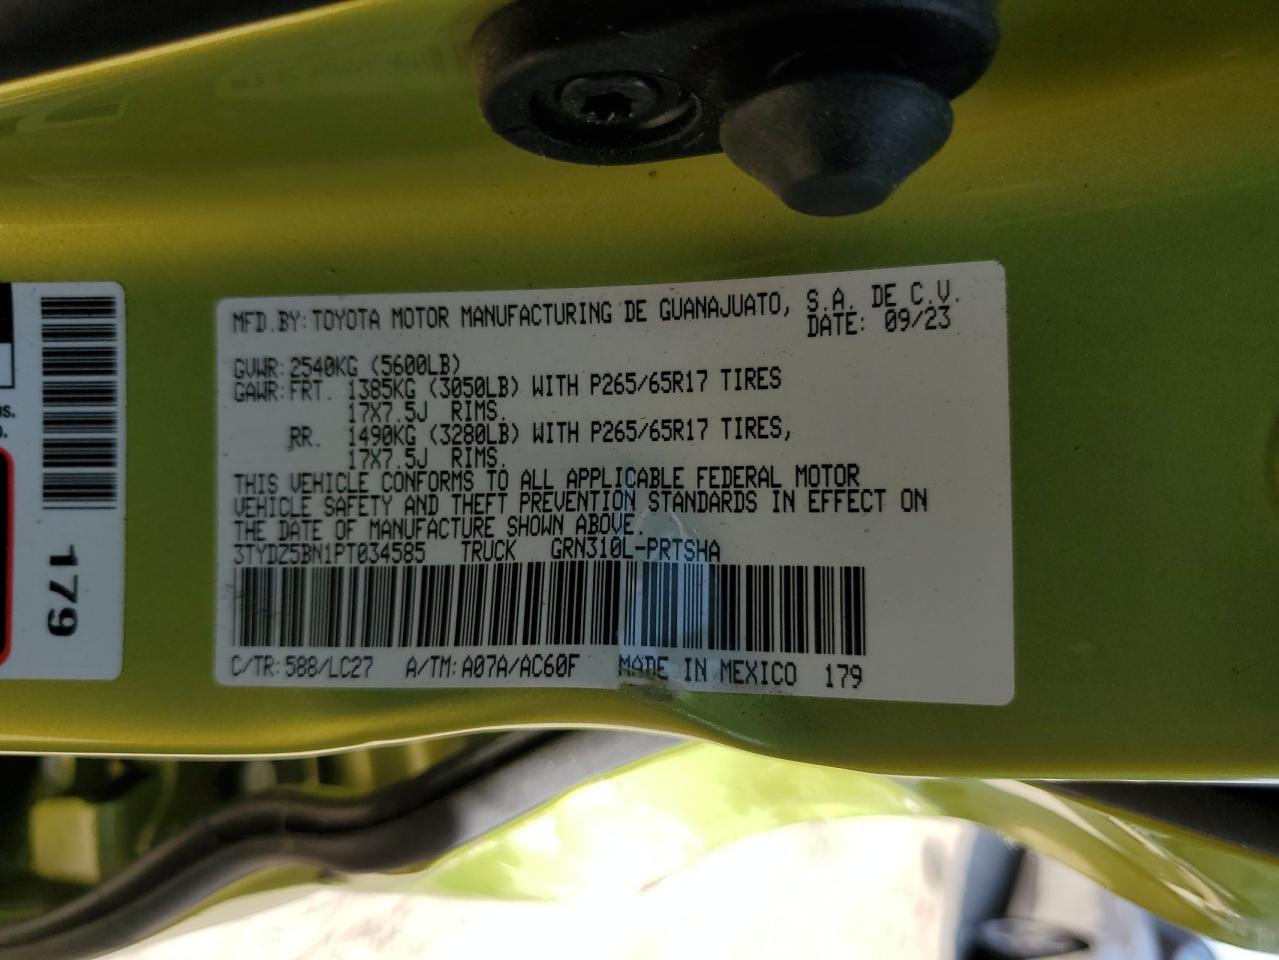 MFD.BY: TOYOTA MOTOR MANUFACTURING DE GUANAJUATO, S.A. DE C.V.
DATE: 09/23
GVWR: 2540KG (5600LB)
GAWR: FRT. 1385KG (3050LB) WITH P265/65R17 TIRES
17X7.5J RIMS.
RR. 1490KG (3280LB) WITH P265/65R17 TIRES,
17X7.5J RIMS.
THIS VEHICLE CONFORMS TO ALL APPLICABLE FEDERAL MOTOR
VEHICLE SAFETY AND THEFT PREVENTION STANDARDS IN EFFECT ON
THE DATE OF MANUFACTURE SHOWN ABOVE.
3TYDZ5BN1PT034585 TRUCK GRN310L-PRTSHA
C/TR: 588/LC27 A/TM: A07A/AC60F MADE IN MEXICO 179
179